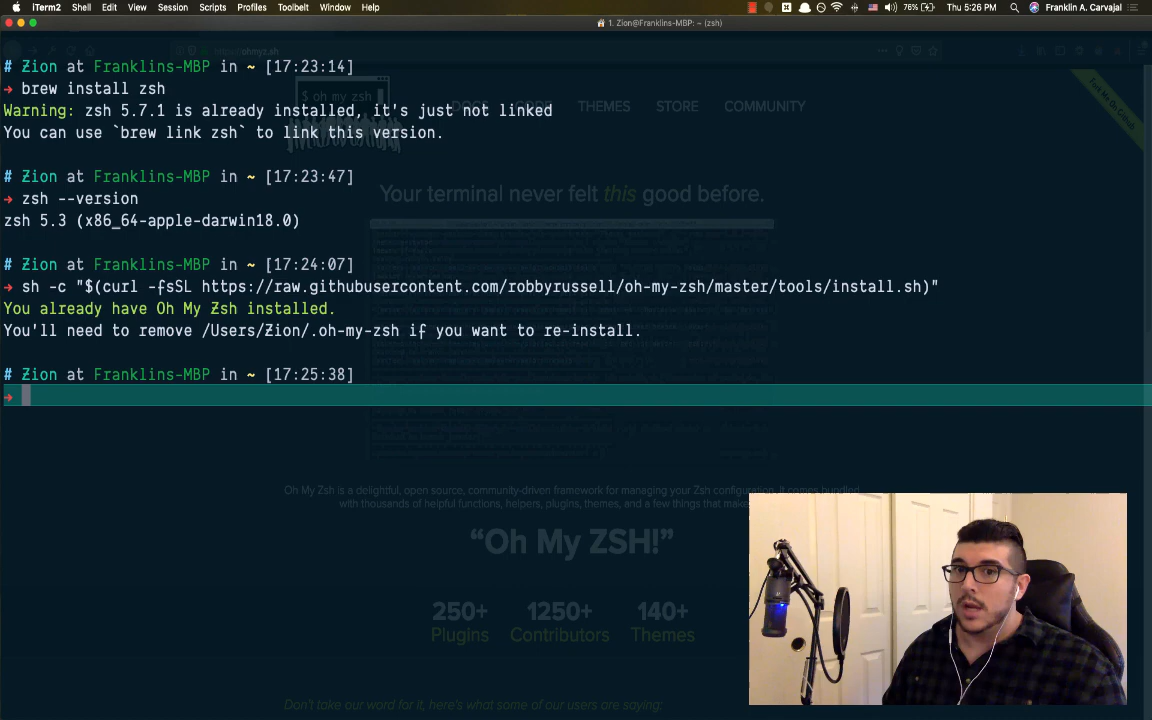 iTerm2 Shell Edit View Session Scripts Profiles Toolbelt Window Help 76% Thu 5:26 PM Franklin A. Carvajal
1. Zion@Franklins-MBP: ~ (zsh)
# Zion at Franklins-MBP in ~ [17:23:14]
→ brew install zsh
$ oh my zsh
DOCS CODE THEMES STORE COMMUNITY
Fork Me On GitHub
Warning: zsh 5.7.1 is already installed, it's just not linked
You can use `brew link zsh` to link this version.
# Zion at Franklins-MBP in ~ [17:23:47]
→ zsh --version
Your terminal never felt this good before.
zsh 5.3 (x86_64-apple-darwin18.0)
# Zion at Franklins-MBP in ~ [17:24:07]
→ sh -c "$(curl -fsSL https://raw.githubusercontent.com/robbyrussell/oh-my-zsh/master/tools/install.sh)"
You already have Oh My Zsh installed.
You'll need to remove /Users/Zion/.oh-my-zsh if you want to re-install.
# Zion at Franklins-MBP in ~ [17:25:38]
→
Oh My Zsh is a delightful, open source, community-driven framework for managing your Zsh configuration. It comes bundled
with thousands of helpful functions, helpers, plugins, themes, and a few things that make
“Oh My ZSH!”
250+ 1250+ 140+
Plugins Contributors Themes
Don't take our word for it, here's what some of our users are saying: